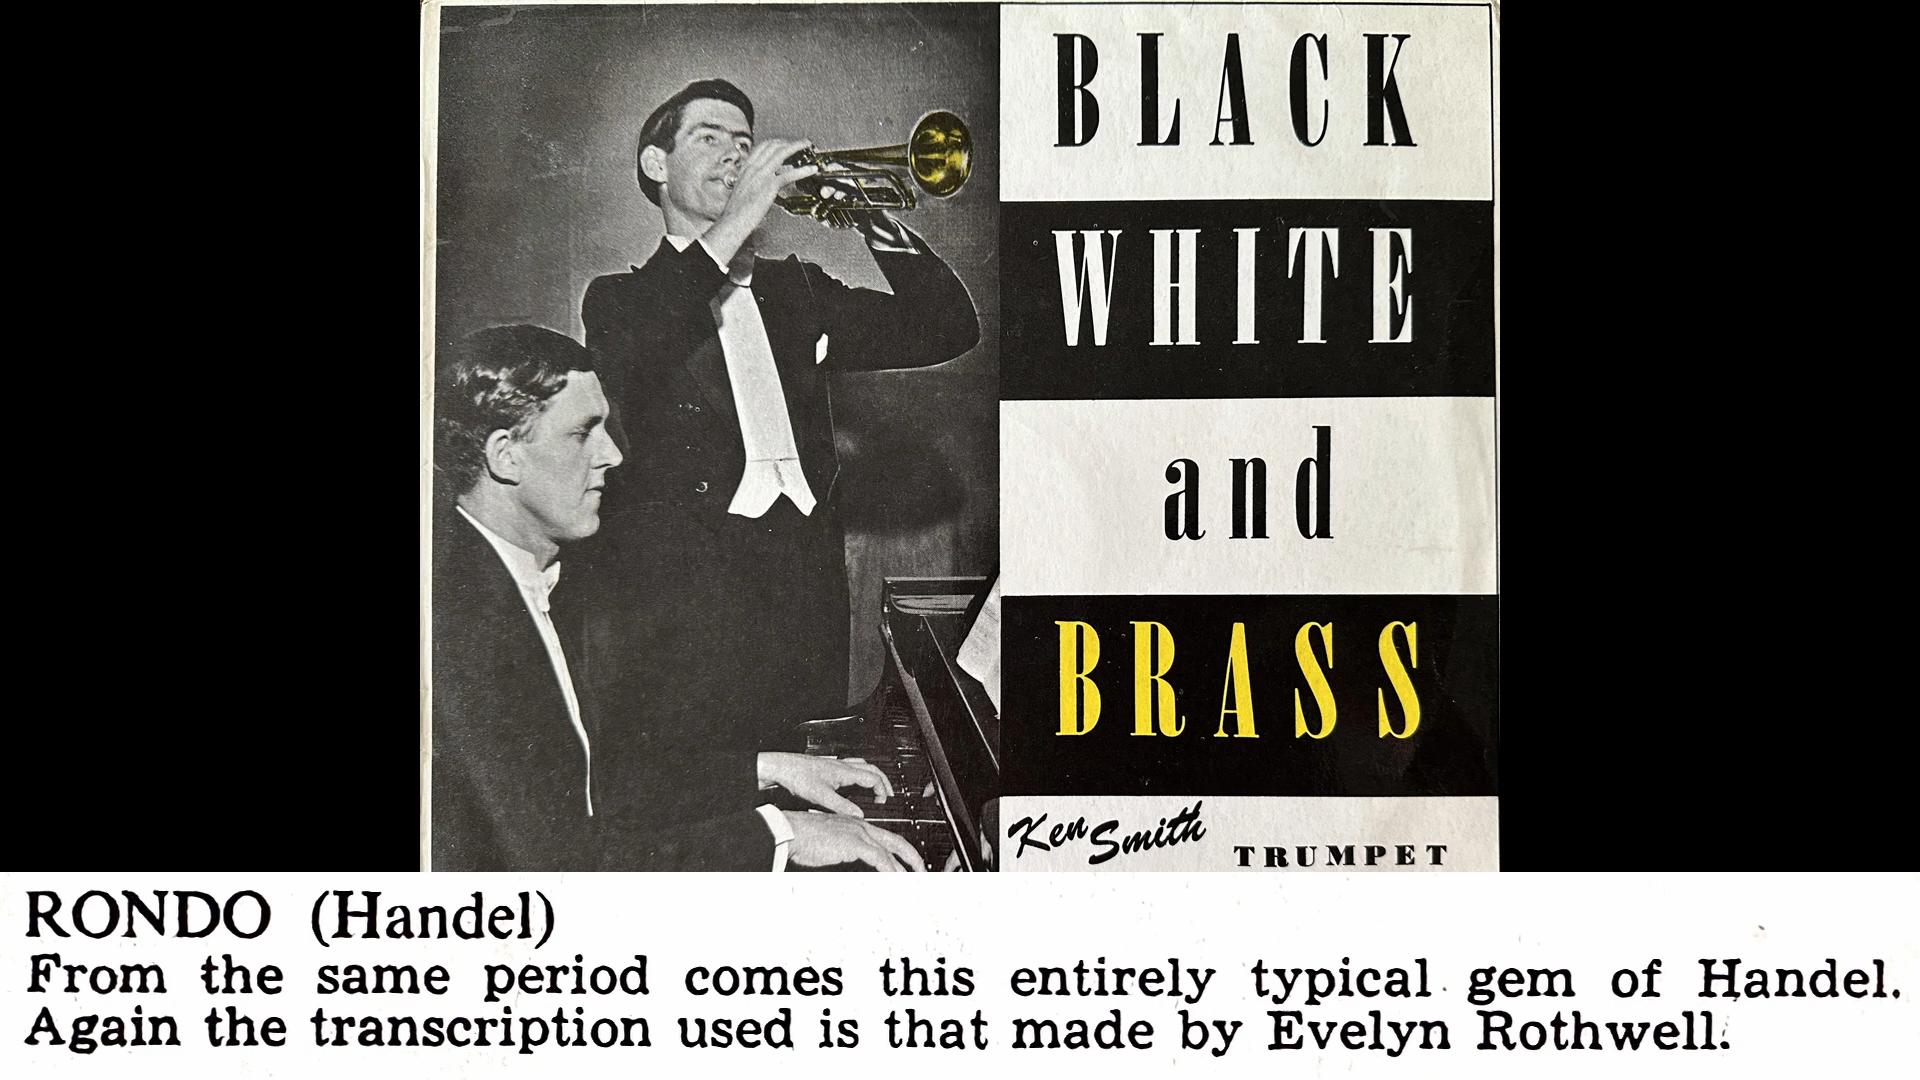 BLACK
WHITE
and
BRASS
Ken Smith TRUMPET
RONDO (Handel)
From the same period comes this entirely typical gem of Handel.
Again the transcription used is that made by Evelyn Rothwell.